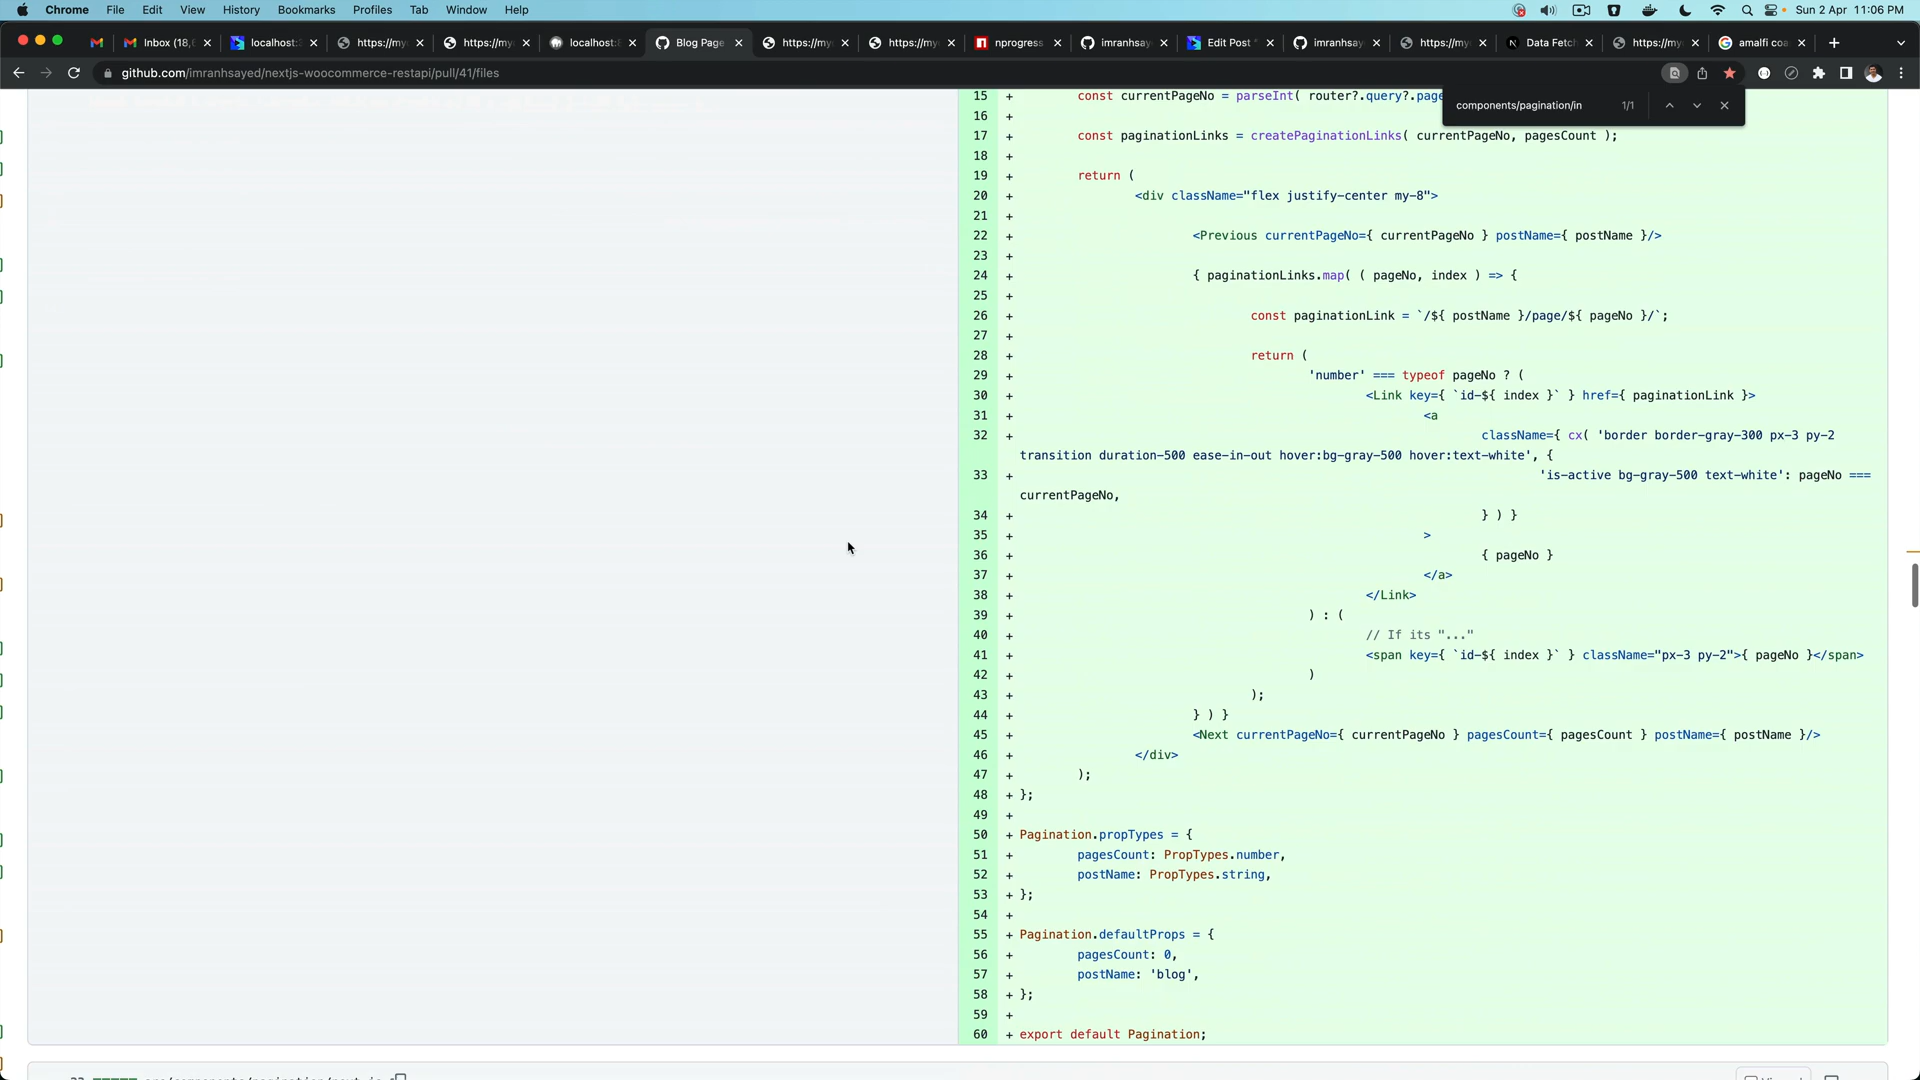 Chrome File Edit View History Bookmarks Profiles Tab Window Help Sun 2 Apr 11:06 PM
Inbox (18, localhost: https://my https://my localhost: Blog Page https://my https://my nprogress imranhsay Edit Post imranhsay https://my Data Fetch https://my amalfi coa
github.com/imranhsayed/nextjs-woocommerce-restapi/pull/41/files
components/pagination/in 1/1
15 + const currentPageNo = parseInt( router?.query?.pag
16 +
17 + const paginationLinks = createPaginationLinks( currentPageNo, pagesCount );
18 +
19 + return (
20 + <div className="flex justify-center my-8">
21 +
22 + <Previous currentPageNo={ currentPageNo } postName={ postName }/>
23 +
24 + { paginationLinks.map( ( pageNo, index ) => {
25 +
26 + const paginationLink = `/${ postName }/page/${ pageNo }/`;
27 +
28 + return (
29 + 'number' === typeof pageNo ? (
30 + <Link key={ `id-${ index }` } href={ paginationLink }>
31 + <a
32 + className={ cx( 'border border-gray-300 px-3 py-2
transition duration-500 ease-in-out hover:bg-gray-500 hover:text-white', {
33 + 'is-active bg-gray-500 text-white': pageNo ===
currentPageNo,
34 + } ) }
35 + >
36 + { pageNo }
37 + </a>
38 + </Link>
39 + ) : (
40 + // If its "..."
41 + <span key={ `id-${ index }` } className="px-3 py-2">{ pageNo }</span>
42 + )
43 + );
44 + } ) }
45 + <Next currentPageNo={ currentPageNo } pagesCount={ pagesCount } postName={ postName }/>
46 + </div>
47 + );
48 + };
49 +
50 + Pagination.propTypes = {
51 + pagesCount: PropTypes.number,
52 + postName: PropTypes.string,
53 + };
54 +
55 + Pagination.defaultProps = {
56 + pagesCount: 0,
57 + postName: 'blog',
58 + };
59 +
60 + export default Pagination;